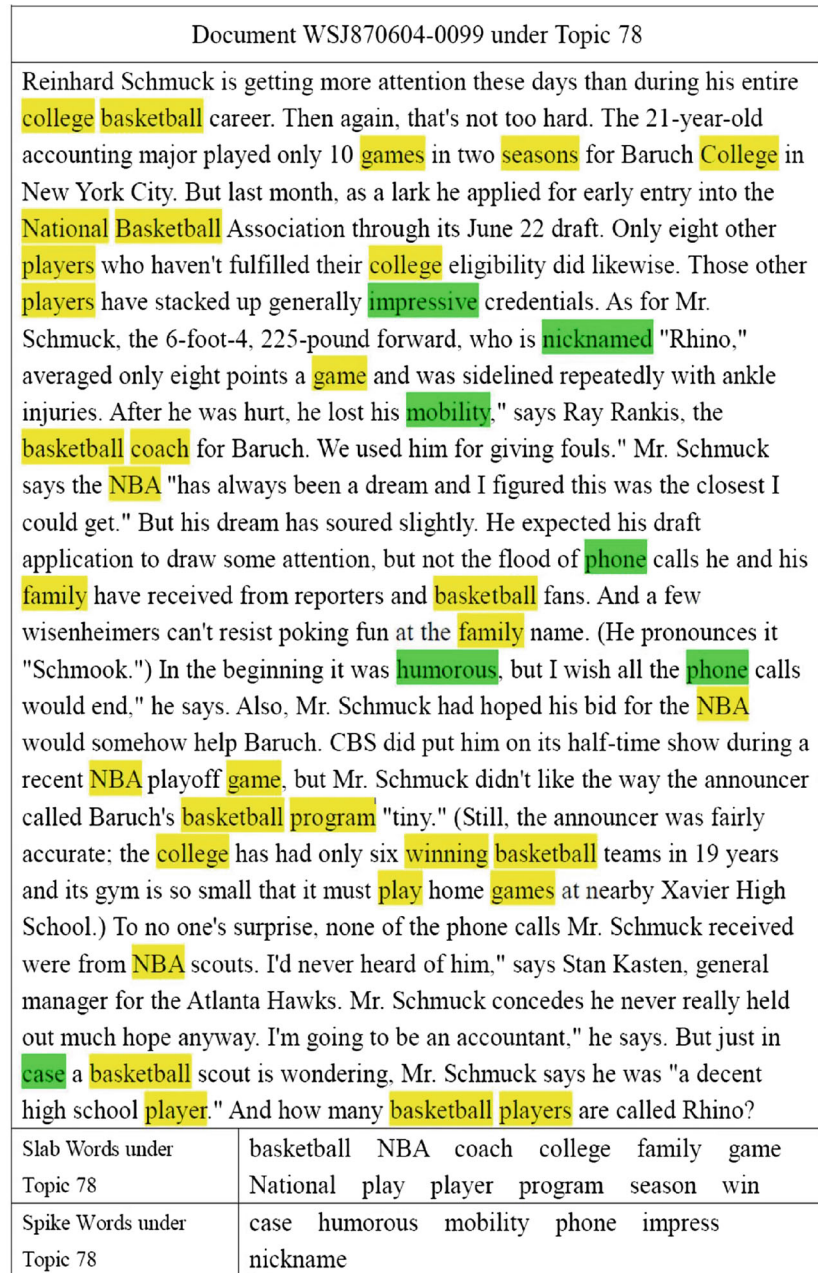 Document WSJ870604-0099 under Topic 78
Reinhard Schmuck is getting more attention these days than during his entire
college basketball career. Then again, that's not too hard. The 21-year-old
accounting major played only 10 games in two seasons for Baruch College in
New York City. But last month, as a lark he applied for early entry into the
National Basketball Association through its June 22 draft. Only eight other
players who haven't fulfilled their college eligibility did likewise. Those other
players have stacked up generally impressive credentials. As for Mr.
Schmuck, the 6-foot-4, 225-pound forward, who is nicknamed "Rhino,"
averaged only eight points a game and was sidelined repeatedly with ankle
injuries. After he was hurt, he lost his mobility," says Ray Rankis, the
basketball coach for Baruch. We used him for giving fouls." Mr. Schmuck
says the NBA "has always been a dream and I figured this was the closest I
could get." But his dream has soured slightly. He expected his draft
application to draw some attention, but not the flood of phone calls he and his
family have received from reporters and basketball fans. And a few
wisenheimers can't resist poking fun at the family name. (He pronounces it
"Schmook.") In the beginning it was humorous, but I wish all the phone calls
would end," he says. Also, Mr. Schmuck had hoped his bid for the NBA
would somehow help Baruch. CBS did put him on its half-time show during a
recent NBA playoff game, but Mr. Schmuck didn't like the way the announcer
called Baruch's basketball program "tiny." (Still, the announcer was fairly
accurate; the college has had only six winning basketball teams in 19 years
and its gym is so small that it must play home games at nearby Xavier High
School.) To no one's surprise, none of the phone calls Mr. Schmuck received
were from NBA scouts. I'd never heard of him," says Stan Kasten, general
manager for the Atlanta Hawks. Mr. Schmuck concedes he never really held
out much hope anyway. I'm going to be an accountant," he says. But just in
case a basketball scout is wondering, Mr. Schmuck says he was "a decent
high school player." And how many basketball players are called Rhino?
Slab Words under Topic 78
basketball NBA coach college family game
National play player program season win
Spike Words under Topic 78
case humorous mobility phone impress
nickname